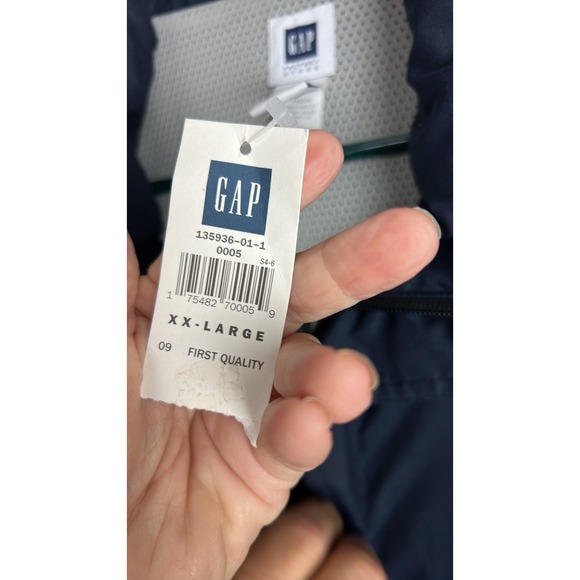 GAP
GAP
135936-01-1
0005
S4-6
1 75482 70005 9
XX-LARGE
09 FIRST QUALITY